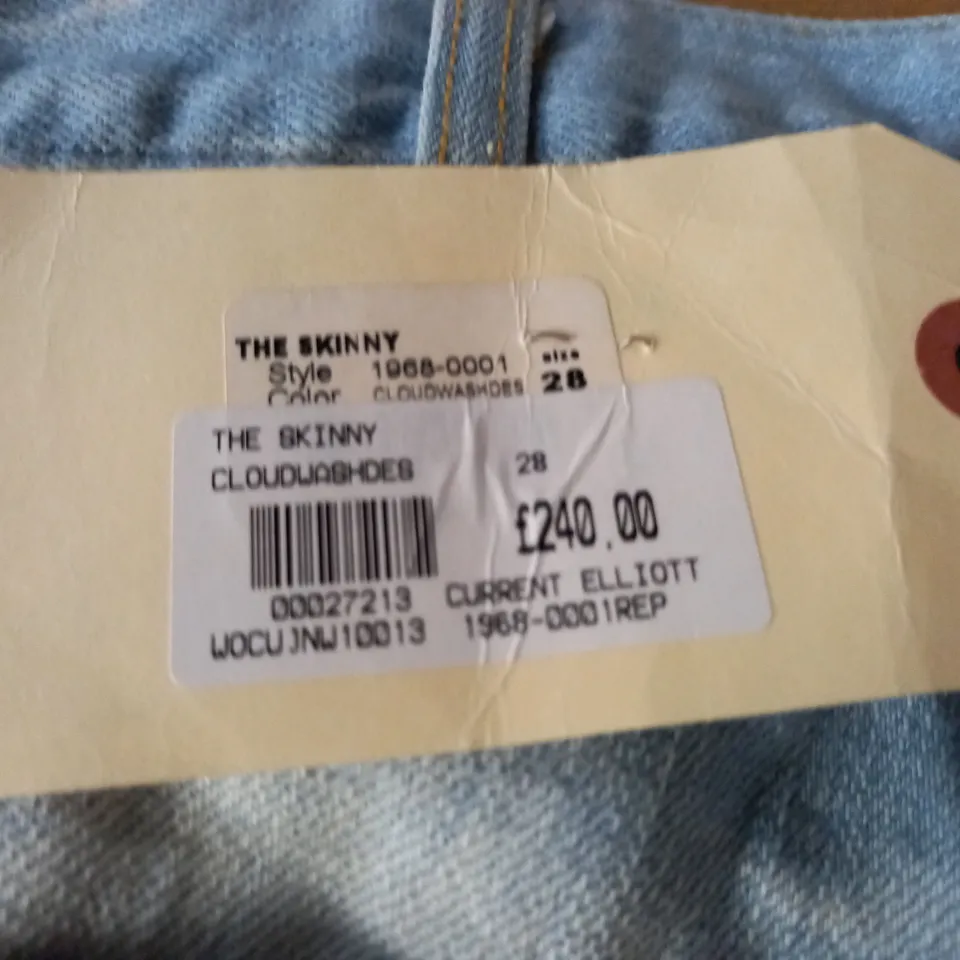 THE SKINNY
Style 1968-0001 size
Color CLOUDWASHDES 28
THE SKINNY
CLOUDWASHDES 28
£240.00
00027213 CURRENT ELLIOTT
WOCUJNW10013 1968-0001REP